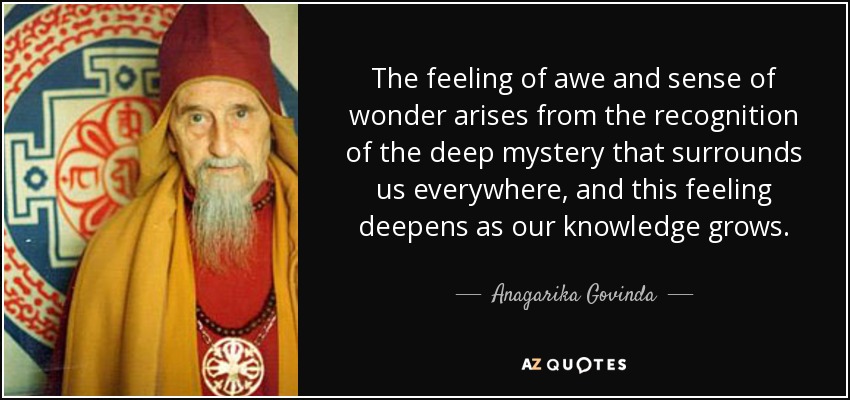 The feeling of awe and sense of
wonder arises from the recognition
of the deep mystery that surrounds
us everywhere, and this feeling
deepens as our knowledge grows.
Anagarika Govinda
AZ QUOTES